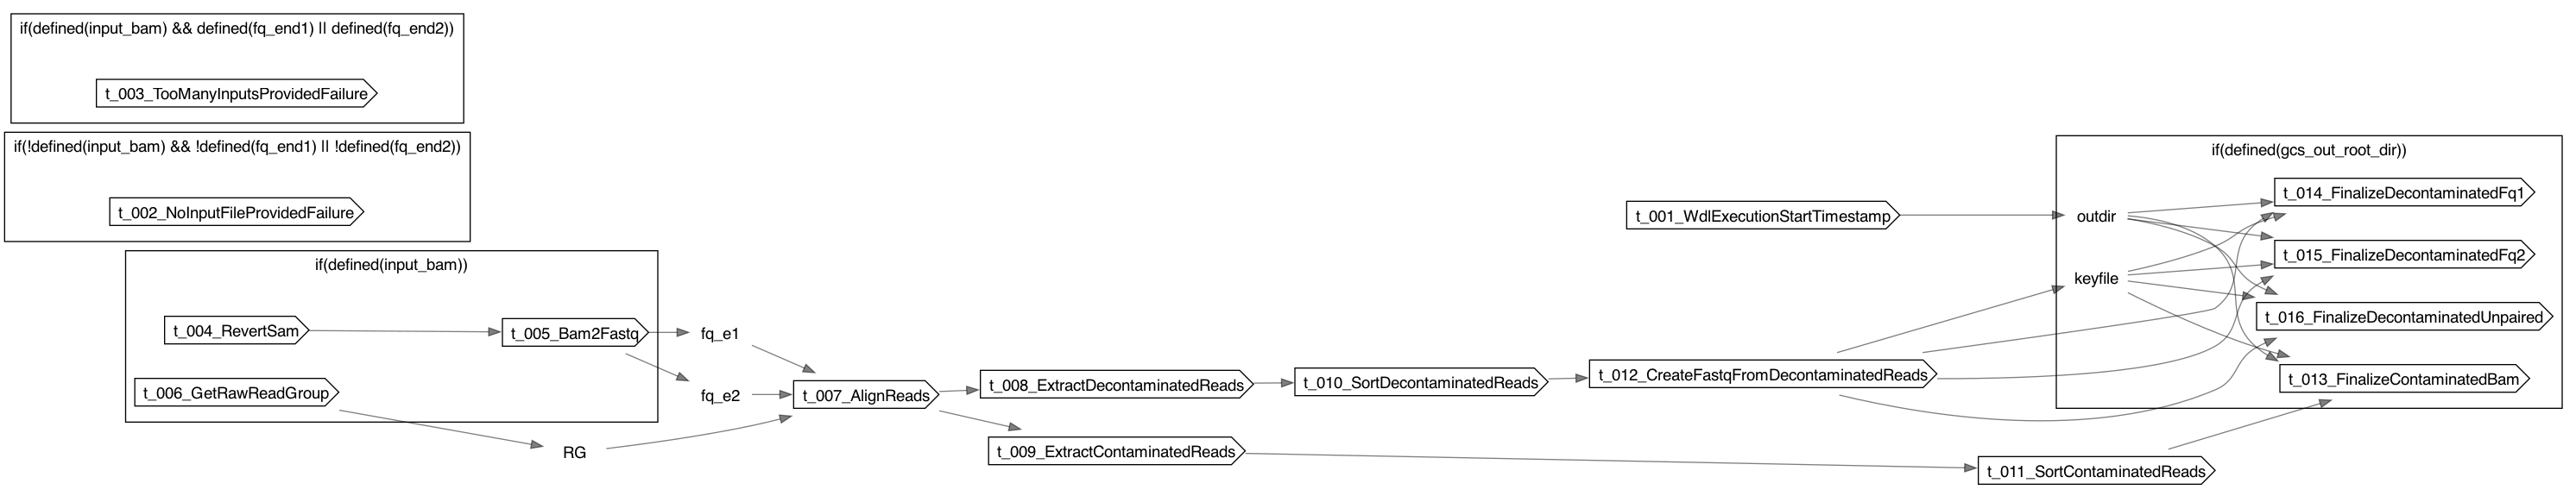 if(defined(input_bam) && defined(fq_end1) || defined(fq_end2))
t_003_TooManyInputsProvidedFailure
if(!defined(input_bam) && !defined(fq_end1) || !defined(fq_end2))
t_002_NoInputFileProvidedFailure
if(defined(input_bam))
t_004_RevertSam
t_005_Bam2Fastq
t_006_GetRawReadGroup
fq_e1
fq_e2
RG
t_007_AlignReads
t_008_ExtractDecontaminatedReads
t_009_ExtractContaminatedReads
t_010_SortDecontaminatedReads
t_012_CreateFastqFromDecontaminatedReads
t_001_WdlExecutionStartTimestamp
t_011_SortContaminatedReads
if(defined(gcs_out_root_dir))
outdir
keyfile
t_014_FinalizeDecontaminatedFq1
t_015_FinalizeDecontaminatedFq2
t_016_FinalizeDecontaminatedUnpaired
t_013_FinalizeContaminatedBam